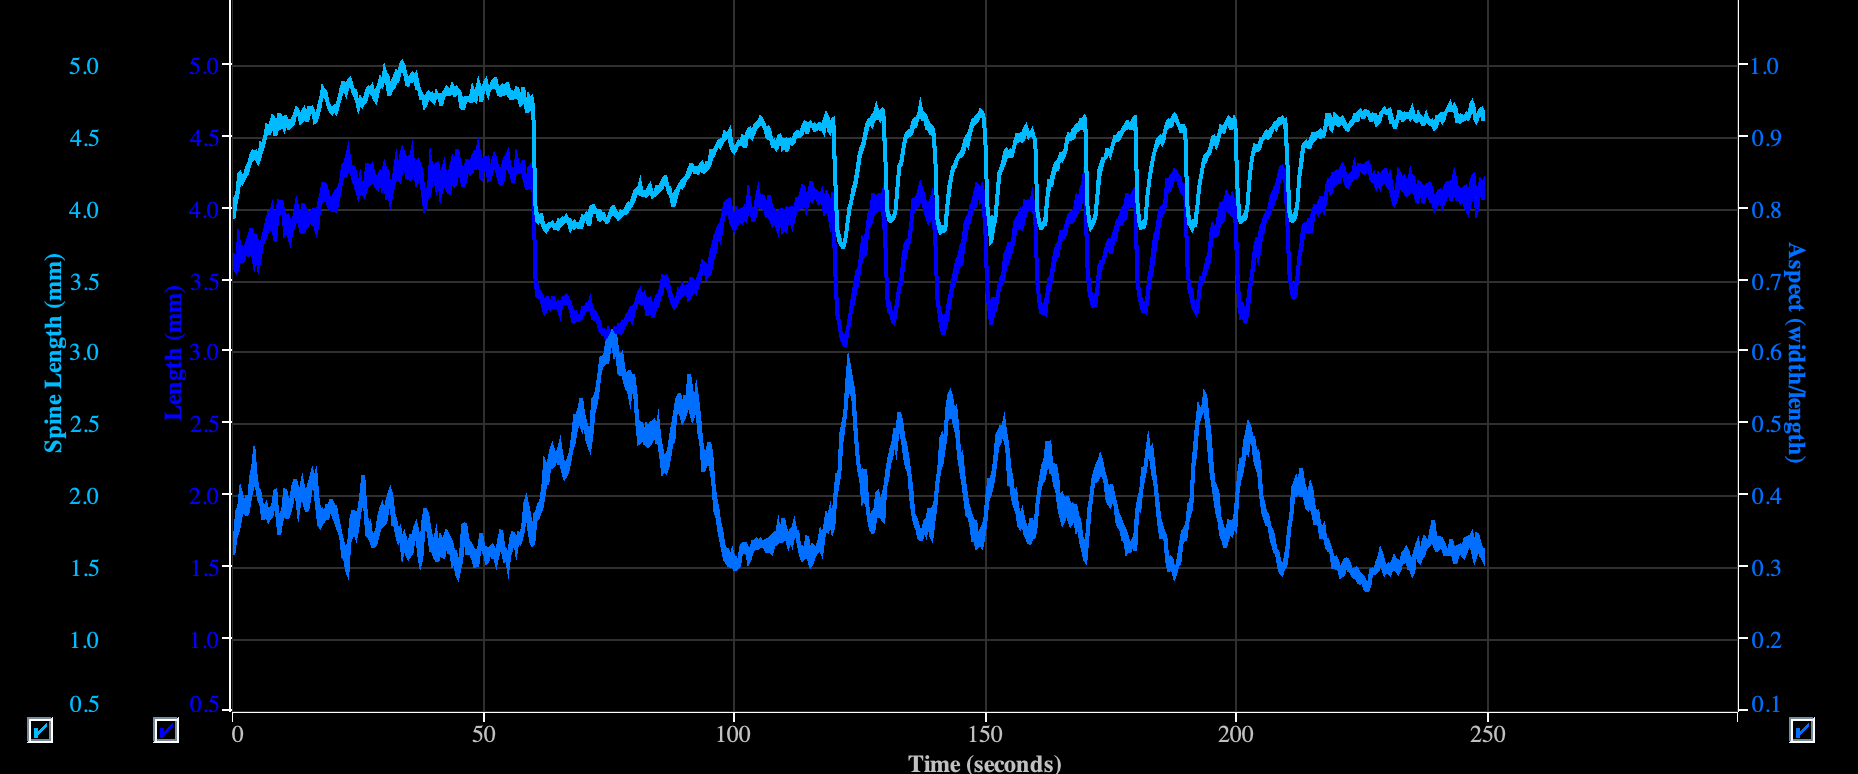 5.0 5.0 1.0
4.5 4.5 0.9
4.0 4.0 0.8
3.5 3.5 0.7
3.0 3.0 0.6
2.5 2.5 0.5
2.0 2.0 0.4
1.5 1.5 0.3
1.0 1.0 0.2
0.5 0.5 0.1
Spine Length (mm)
Length (mm)
Aspect (width/length)
0 50 100 150 200 250
Time (seconds)